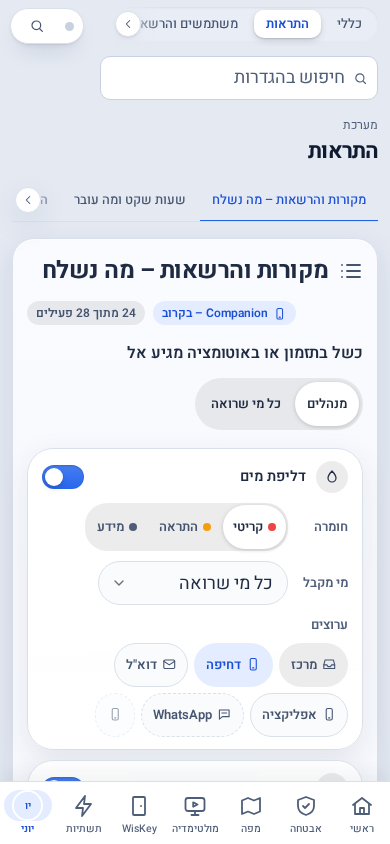 כללי
התראות
משתמשים והרשא
חיפוש בהגדרות
מערכת
התראות
מקורות והרשאות – מה נשלח
שעות שקט ומה עובר
מקורות והרשאות – מה נשלח
Companion – בקרוב
24 מתוך 28 פעילים
כשל בתזמון או באוטומציה מגיע אל
מנהלים
כל מי שרואה
דליפת מים
חומרה
קריטי
התראה
מידע
מי מקבל
כל מי שרואה
ערוצים
מרכז
דחיפה
דוא"ל
אפליקציה
WhatsApp
ראשי
אבטחה
מפה
מולטימדיה
WisKey
תשתיות
יו
יוני